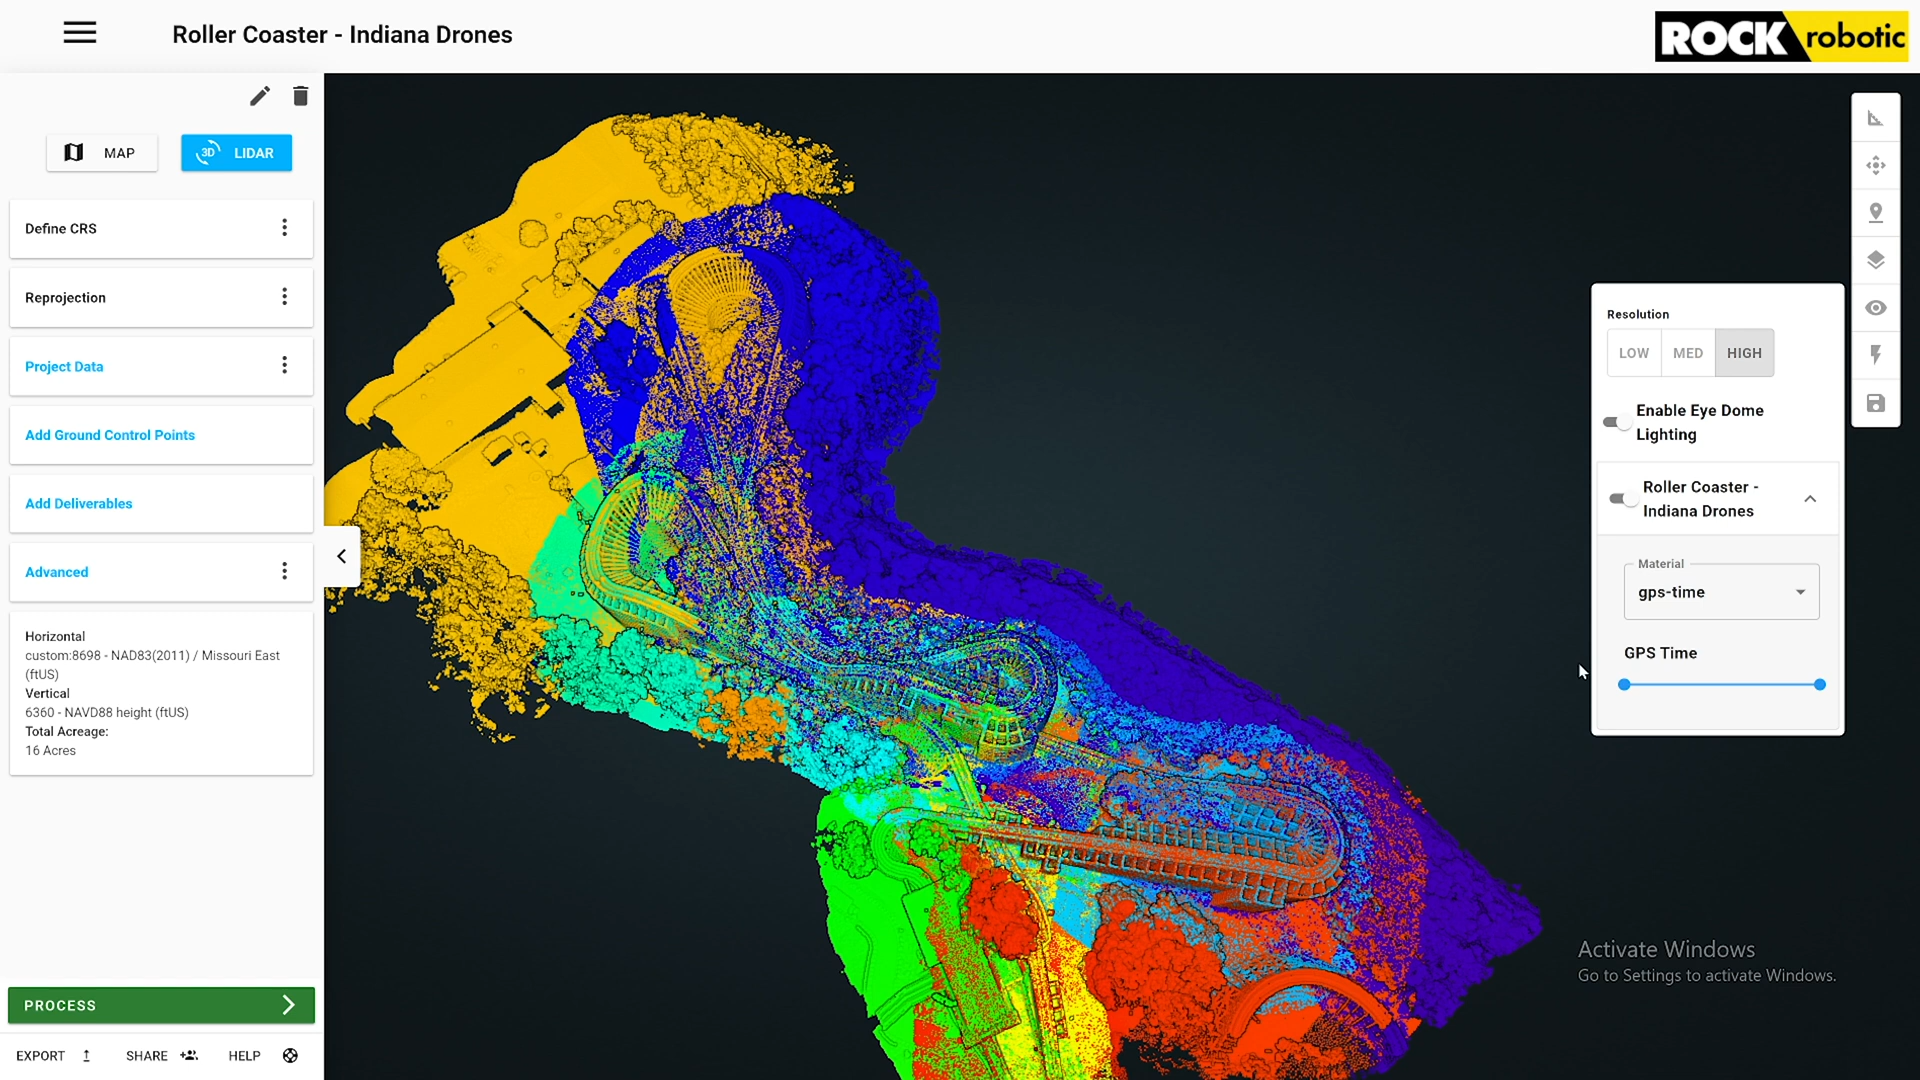 Roller Coaster - Indiana Drones
ROCK robotic
MAP
3D LIDAR
Define CRS
Reprojection
Project Data
Add Ground Control Points
Add Deliverables
Advanced
Horizontal
custom:8698 - NAD83(2011) / Missouri East
(ftUS)
Vertical
6360 - NAVD88 height (ftUS)
Total Acreage:
16 Acres
PROCESS
EXPORT
SHARE
HELP
Resolution
LOW
MED
HIGH
Enable Eye Dome
Lighting
Roller Coaster -
Indiana Drones
Material
gps-time
GPS Time
Activate Windows
Go to Settings to activate Windows.